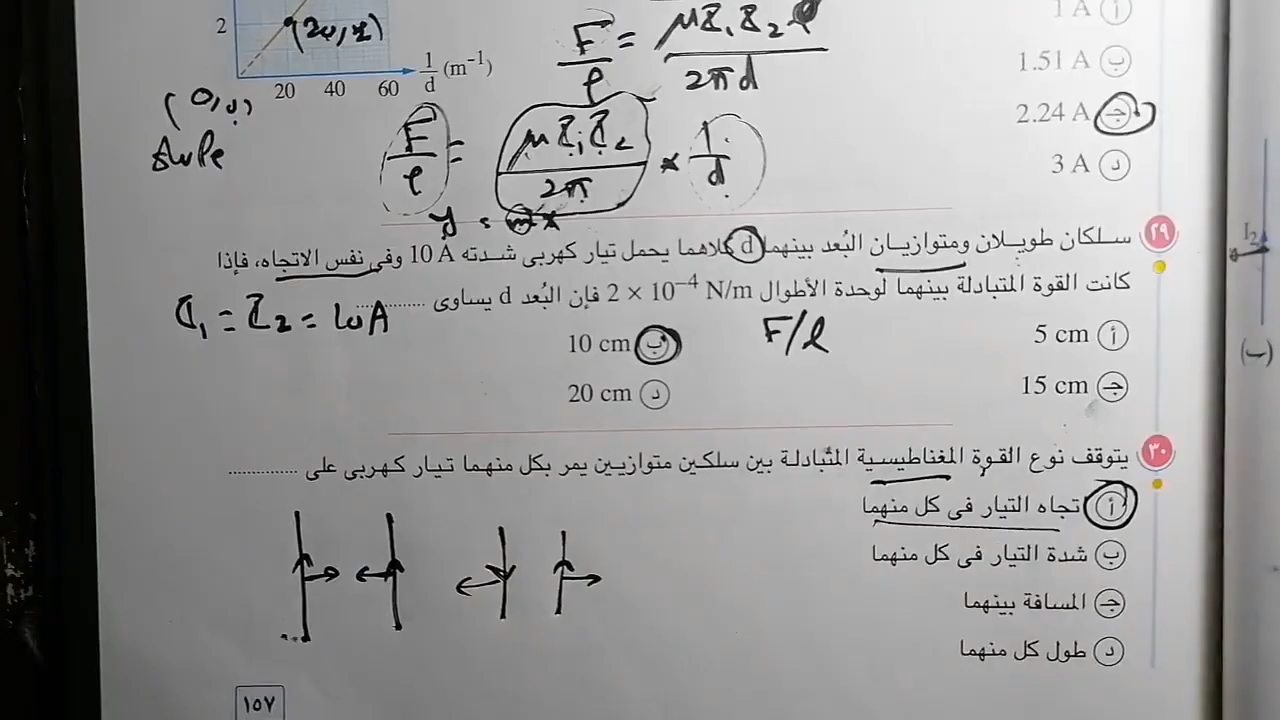 2
(20, 2)
1/d (m⁻¹)
20 40 60
(0,0)
slope
F/ℓ = μ I₁ I₂ ℓ / 2π d
F/ℓ = μ I₁ I₂ / 2π * 1/d
y = m x
أ 1 A
ب 1.51 A
ج 2.24 A
د 3 A
٢٩ سلكان طويلان ومتوازيان البُعد بينهما d كلاهما يحمل تيار كهربى شدته 10 A وفى نفس الاتجاه، فإذا
كانت القوة المتبادلة بينهما لوحدة الأطوال 2 × 10⁻⁴ N/m فإن البُعد d يساوى ............
I₁ = I₂ = 10A
F/ℓ
أ 5 cm
ب 10 cm
ج 15 cm
د 20 cm
٣٠ يتوقف نوع القوة المغناطيسية المتبادلة بين سلكين متوازيين يمر بكل منهما تيار كهربى على ..............
أ تجاه التيار فى كل منهما
ب شدة التيار فى كل منهما
ج المسافة بينهما
د طول كل منهما
١٥٧
I₂
(ب)